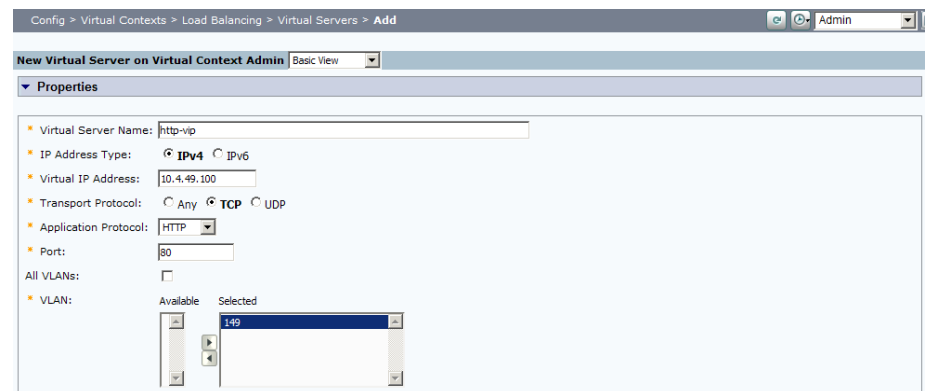 Config > Virtual Contexts > Load Balancing > Virtual Servers > Add Admin
New Virtual Server on Virtual Context Admin Basic View
Properties
* Virtual Server Name: http-vip
* IP Address Type: IPv4 IPv6
* Virtual IP Address: 10.4.49.100
* Transport Protocol: Any TCP UDP
* Application Protocol: HTTP
* Port: 80
All VLANs:
* VLAN: Available Selected
149